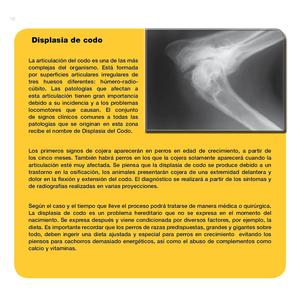 Displasia de codo
La articulación del codo es una de las más
complejas del organismo. Está formada
por superficies articulares irregulares de
tres huesos diferentes: húmero-radio-
cúbito. Las patologías que afectan a
esta articulación tienen gran importancia
debido a su incidencia y a los problemas
locomotores que causan. El conjunto
de signos clínicos comunes a todas las
patologías que se originan en esta zona
recibe el nombre de Displasia del Codo.
Los primeros signos de cojera aparecerán en perros en edad de crecimiento, a partir de
los cinco meses. También habrá perros en los que la cojera solamente aparecerá cuando la
articulación esté muy afectada. Se piensa que la displasia de codo se produce debido a un
trastorno en la osificación, los animales presentarán cojera de una extremidad delantera y
dolor en la flexión y extensión del codo. El diagnóstico se realizará a partir de los síntomas y
de radiografías realizadas en varias proyecciones.
Según el caso y el tiempo que lleve el proceso podrá tratarse de manera médica o quirúrgica.
La displasia de codo es un problema hereditario que no se expresa en el momento del
nacimiento. Se expresa después y viene condicionada por diversos factores, por ejemplo, la
dieta. Es importante recordar que los perros de razas predispuestas, grandes y gigantes sobre
todo, deben ingerir una dieta ajustada y especial para perros en crecimiento evitando los
piensos para cachorros demasiado energéticos, así como el abuso de complementos como
calcio y vitaminas.